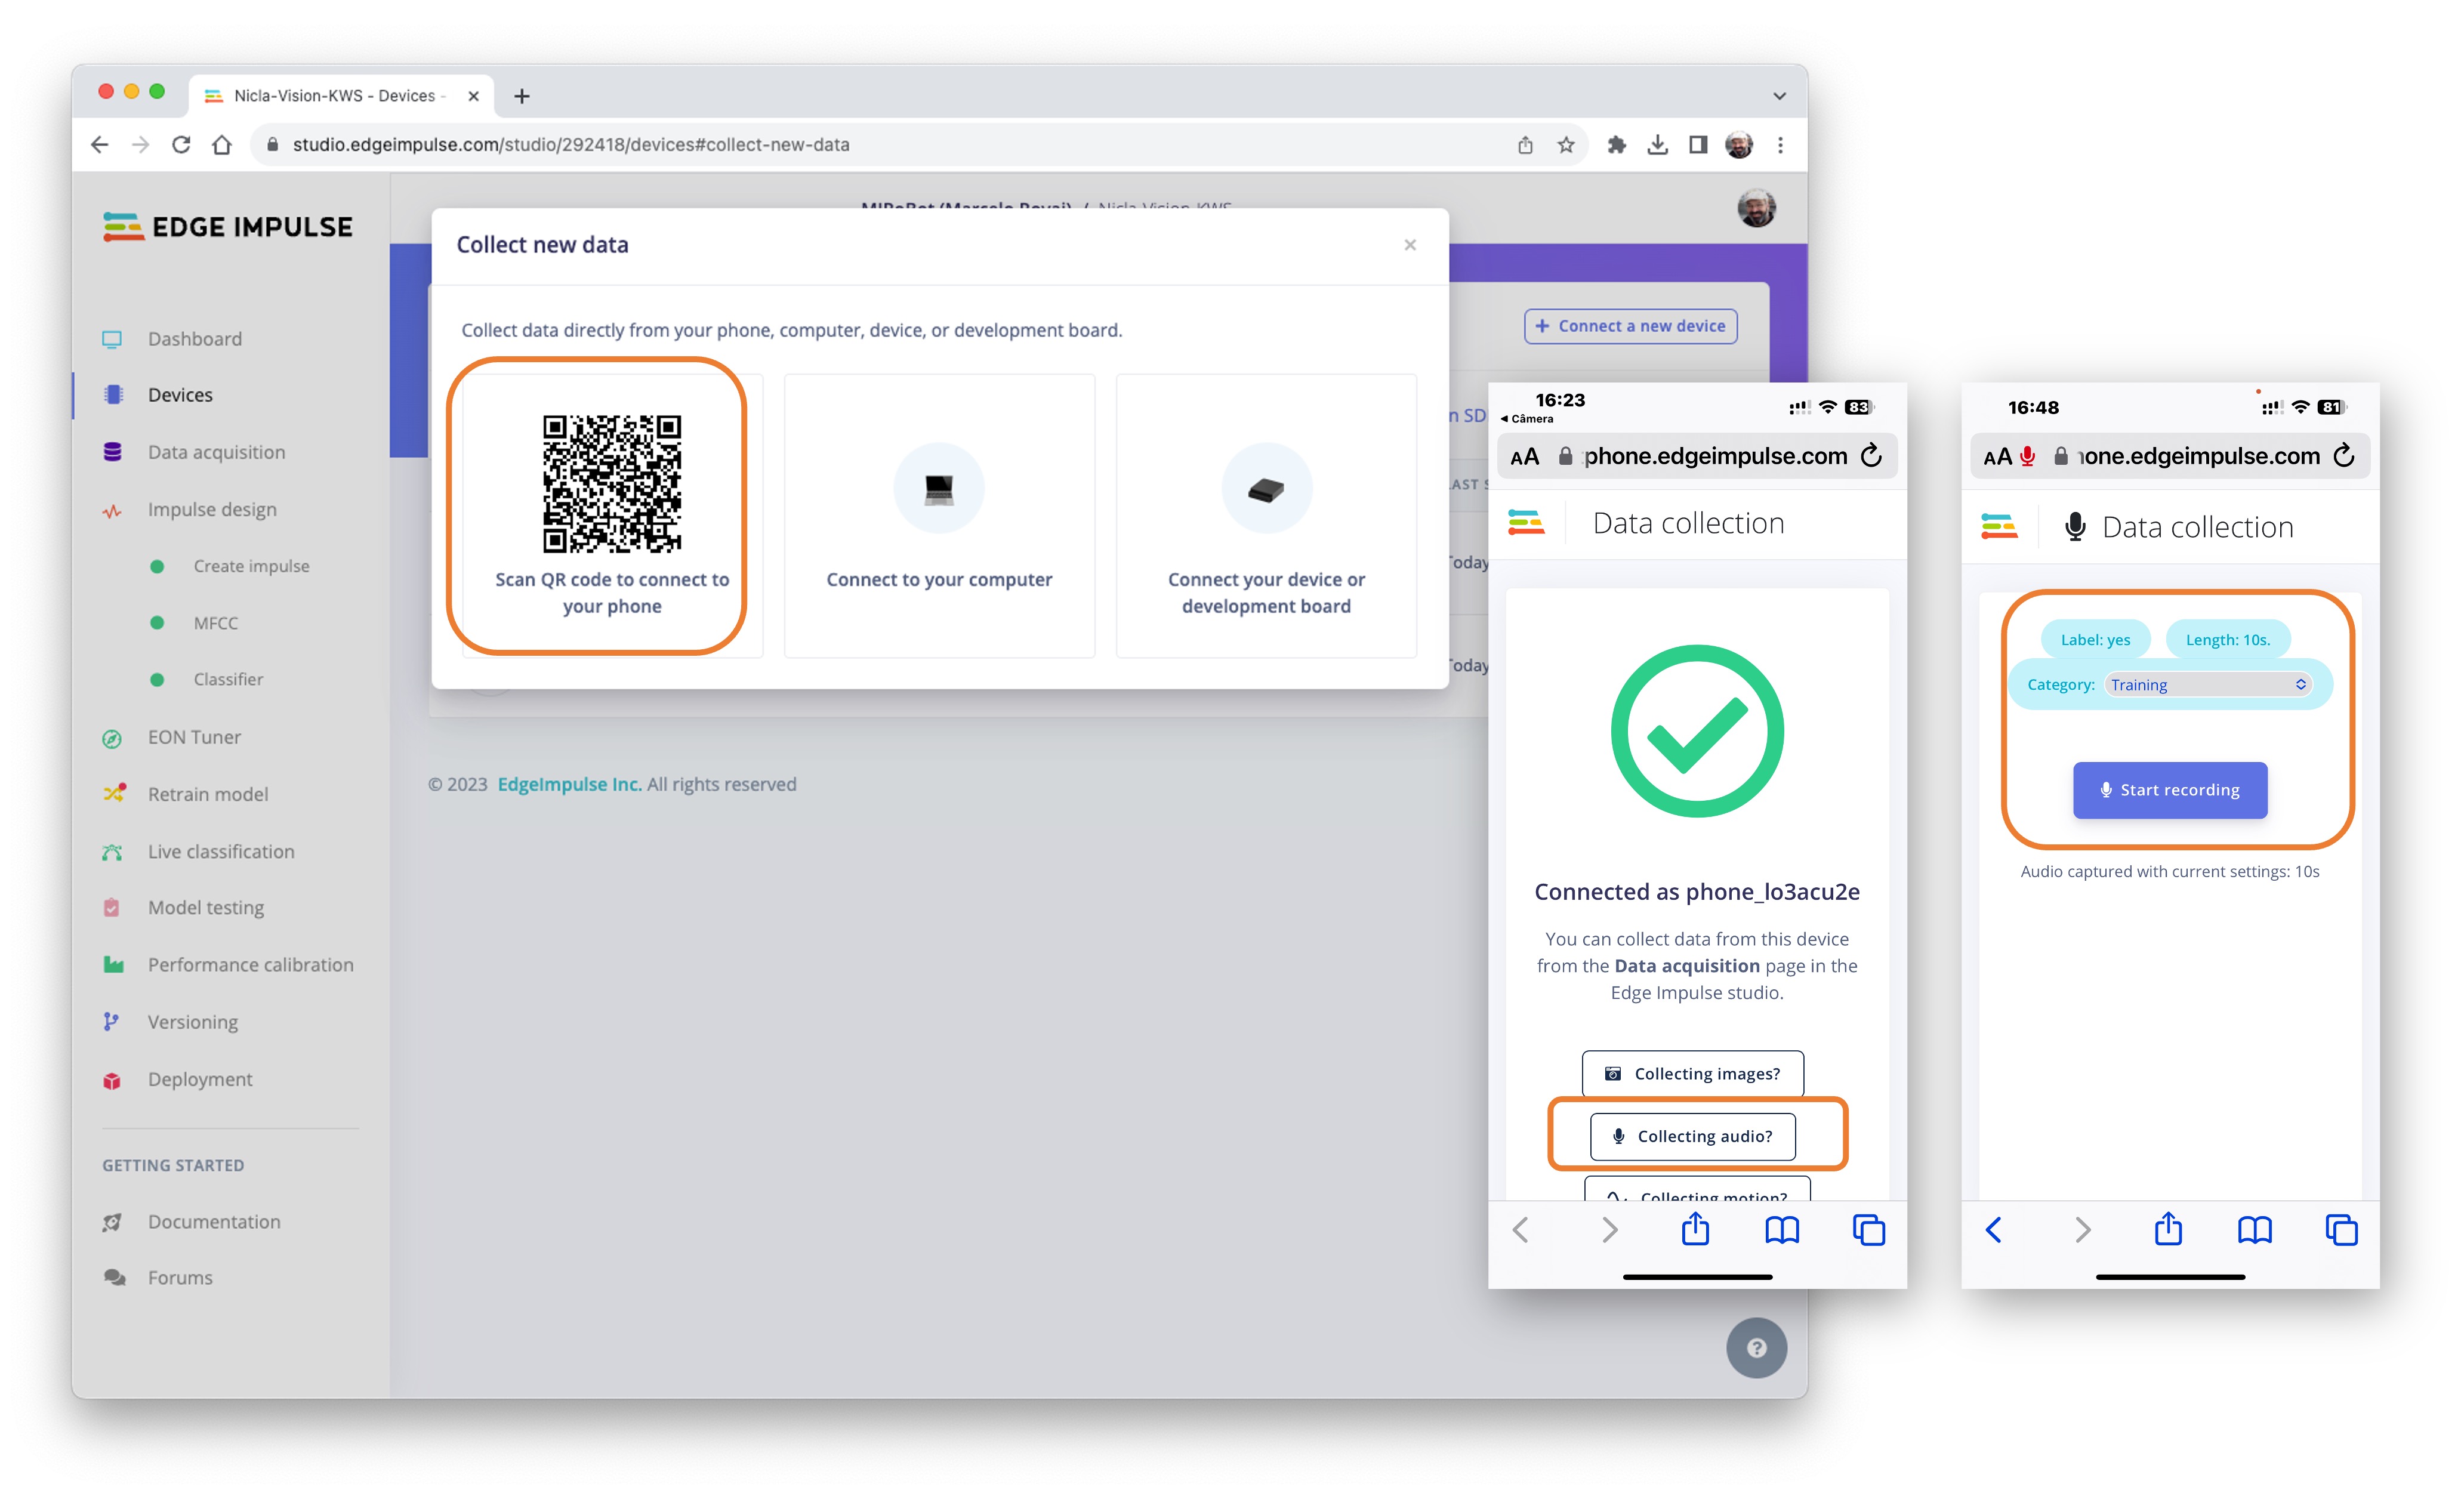 Nicla-Vision-KWS - Devices -
studio.edgeimpulse.com/studio/292418/devices#collect-new-data
EDGE IMPULSE
Dashboard
Devices
Data acquisition
Impulse design
Create impulse
MFCC
Classifier
EON Tuner
Retrain model
Live classification
Model testing
Performance calibration
Versioning
Deployment
GETTING STARTED
Documentation
Forums
MJRoBot (Marcelo Rovai) / Nicla-Vision-KWS
Collect new data
Collect data directly from your phone, computer, device, or development board.
Scan QR code to connect to
your phone
Connect to your computer
Connect your device or
development board
+ Connect a new device
n SD
LAST S
Today
Today
© 2023 EdgeImpulse Inc. All rights reserved
?
16:23
83
◄ Câmera
AA phone.edgeimpulse.com
Data collection
Connected as phone_lo3acu2e
You can collect data from this device
from the Data acquisition page in the
Edge Impulse studio.
Collecting images?
Collecting audio?
Collecting motion?
16:48
81
AA one.edgeimpulse.com
Data collection
Label: yes
Length: 10s.
Category: Training
Start recording
Audio captured with current settings: 10s